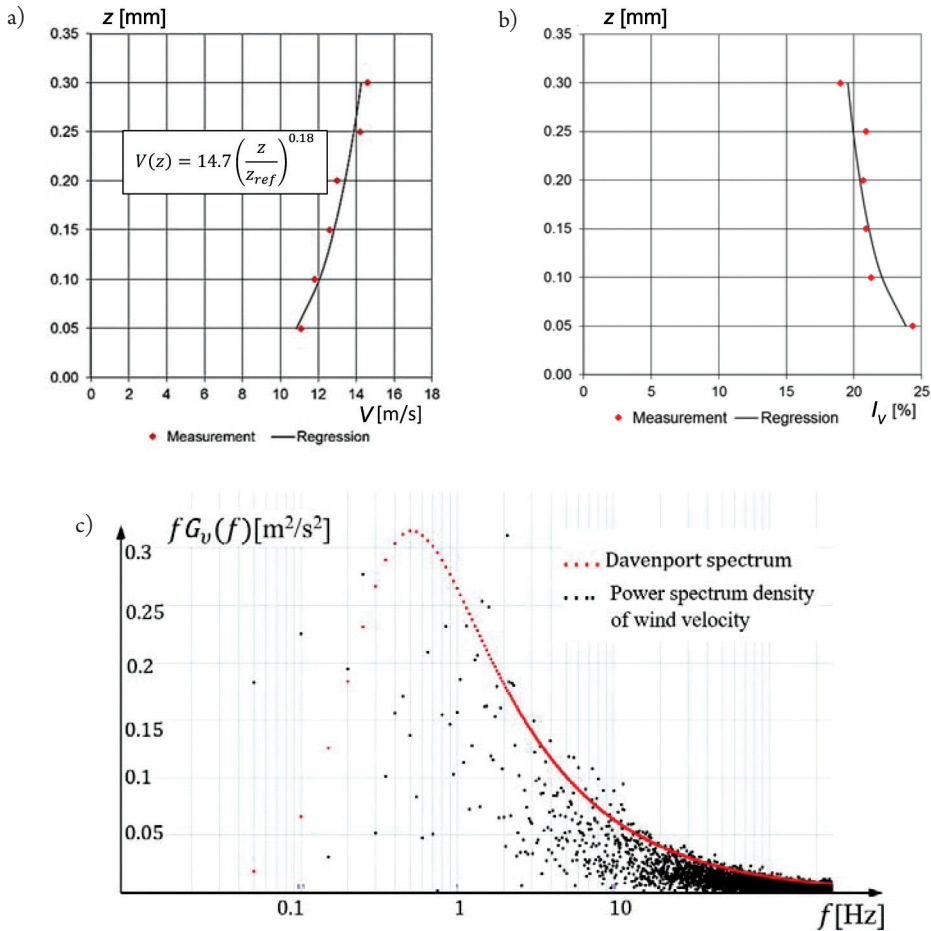 a)
z [mm]
0.35
0.30
0.25
0.20
0.15
0.10
0.05
0.00
V(z) = 14.7 (z / z_ref)^0.18
0 2 4 6 8 10 12 14 16 18
V [m/s]
Measurement Regression
b)
z [mm]
0.35
0.30
0.25
0.20
0.15
0.10
0.05
0.00
0 5 10 15 20 25
I_v [%]
Measurement Regression
c)
fG_υ(f)[m²/s²]
0.3
0.25
0.2
0.15
0.1
0.05
Davenport spectrum
Power spectrum density
of wind velocity
0.1 1 10
f[Hz]